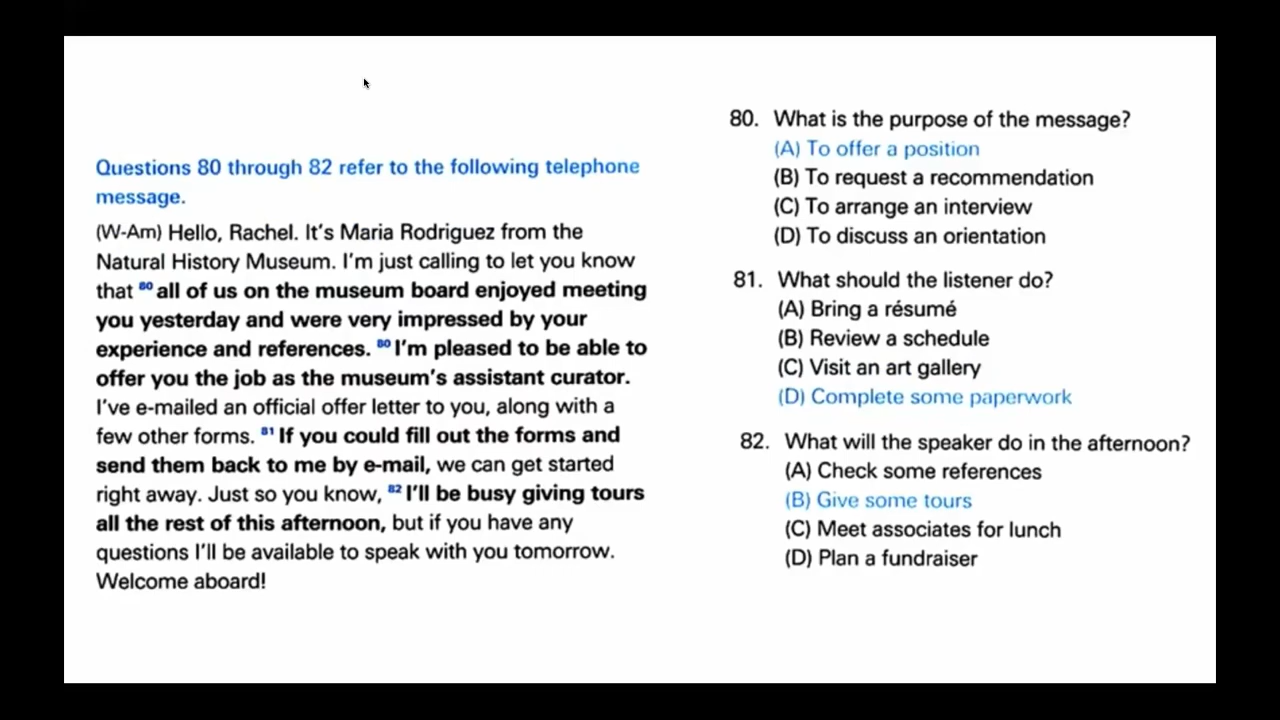 Questions 80 through 82 refer to the following telephone
message.
(W-Am) Hello, Rachel. It's Maria Rodriguez from the
Natural History Museum. I'm just calling to let you know
that 80 all of us on the museum board enjoyed meeting
you yesterday and were very impressed by your
experience and references. 80 I'm pleased to be able to
offer you the job as the museum's assistant curator.
I've e-mailed an official offer letter to you, along with a
few other forms. 81 If you could fill out the forms and
send them back to me by e-mail, we can get started
right away. Just so you know, 82 I'll be busy giving tours
all the rest of this afternoon, but if you have any
questions I'll be available to speak with you tomorrow.
Welcome aboard!
80. What is the purpose of the message?
(A) To offer a position
(B) To request a recommendation
(C) To arrange an interview
(D) To discuss an orientation
81. What should the listener do?
(A) Bring a résumé
(B) Review a schedule
(C) Visit an art gallery
(D) Complete some paperwork
82. What will the speaker do in the afternoon?
(A) Check some references
(B) Give some tours
(C) Meet associates for lunch
(D) Plan a fundraiser